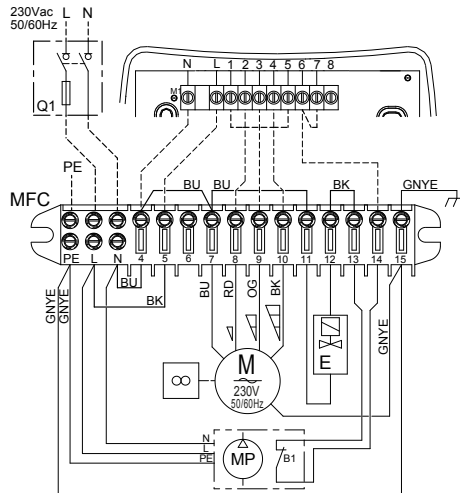 230Vac L N
50/60Hz
Q1
N L 1 2 3 4 5 6 7 8
M1
PE
MFC
BU BU BK GNYE
PE L N 4 5 6 7 8 9 10 11 12 13 14 15
GNYE GNYE BU BK BU RD OG BK GNYE
M
230V
50/60Hz
8
E
N
L
PE
MP
B1